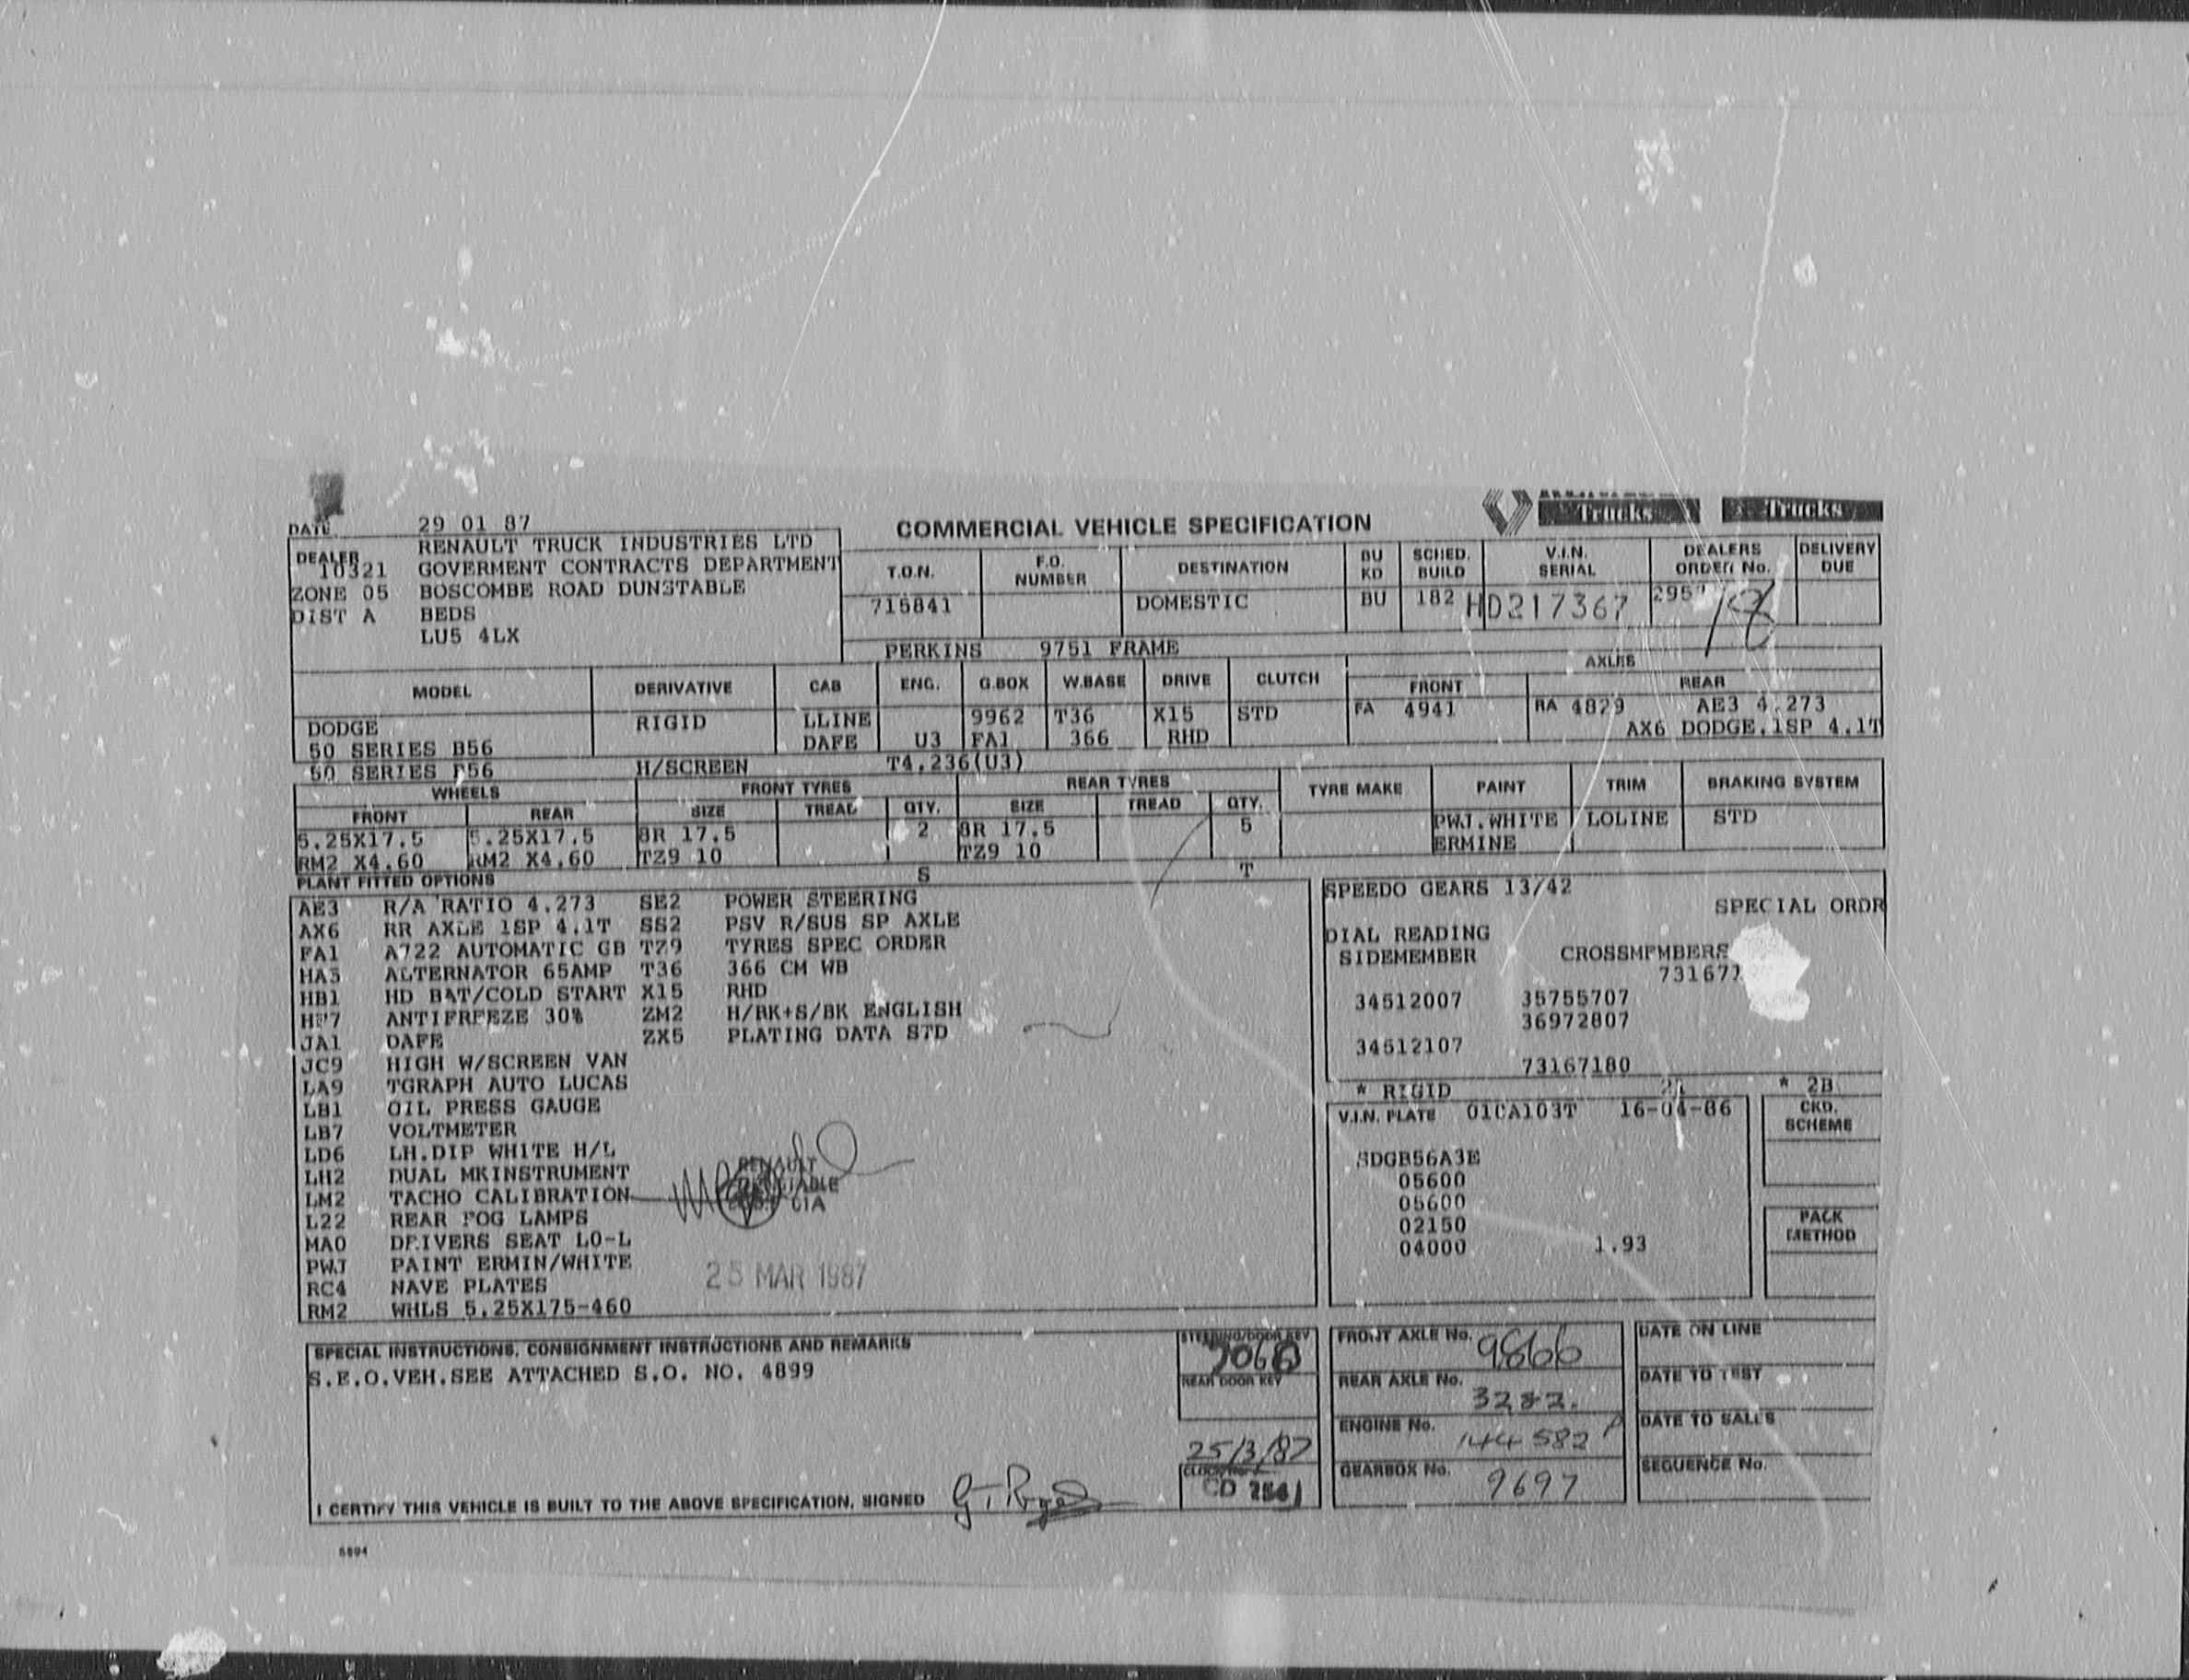 DATE 29 01 87
COMMERCIAL VEHICLE SPECIFICATION
Trucks Trucks
DEALER RENAULT TRUCK INDUSTRIES LTD
10321 GOVERMENT CONTRACTS DEPARTMENT
ZONE 05 BOSCOMBE ROAD DUNSTABLE
DIST A BEDS
LU5 4LX
T.O.N. F.O. NUMBER DESTINATION BU KD SCHED. BUILD V.I.N. SERIAL DEALERS ORDER No. DELIVERY DUE
715841 DOMESTIC BU 182 HD217367 18
PERKINS 9751 FRAME
AXLES
MODEL DERIVATIVE CAB ENG. G.BOX W.BASE DRIVE CLUTCH FRONT REAR
DODGE RIGID LLINE 9962 T36 X15 STD FA 4941 RA 4829 AE3 4.273
50 SERIES B56 DAFE U3 FA1 366 RHD AX6 DODGE.1SP 4.1T
50 SERIES H/SCREEN T4.236(U3)
WHEELS FRONT TYRES REAR TYRES TYRE MAKE PAINT TRIM BRAKING SYSTEM
FRONT REAR SIZE TREAD QTY. SIZE TREAD QTY.
5.25X17.5 5.25X17.5 8R 17.5 2 8R 17.5 5 PWJ.WHITE LOLINE STD
RM2 X4.60 RM2 X4.60 TZ9 10 TZ9 10 ERMINE
PLANT FITTED OPTIONS S T
AE3 R/A RATIO 4.273 SE2 POWER STEERING
AX6 RR AXLE 1SP 4.1T SS2 PSV R/SUS SP AXLE
FA1 A722 AUTOMATIC GB TZ9 TYRES SPEC ORDER
HA3 ALTERNATOR 65AMP T36 366 CM WB
HB1 HD BAT/COLD START X15 RHD
ANTIFREEZE 30% ZM2 H/BK+S/BK ENGLISH
JA1 DAFE ZX5 PLATING DATA STD
JC9 HIGH W/SCREEN VAN
LA9 TGRAPH AUTO LUCAS
LB1 OIL PRESS GAUGE
LB7 VOLTMETER
LD6 LH.DIP WHITE H/L
LH2 DUAL MKINSTRUMENT
LM2 TACHO CALIBRATION
L22 REAR FOG LAMPS
MA0 DRIVERS SEAT LO-L
PWJ PAINT ERMIN/WHITE
RC4 NAVE PLATES
RM2 WHLS 5.25X175-460
RENAULT
25 MAR 1987
SPEEDO GEARS 13/42
SPECIAL ORDR
DIAL READING
SIDEMEMBER CROSSMEMBERS
34512007 35755707
36972807
34512107
73167180
* RIGID * 2B
V.I.N. PLATE 01CA103T 16-04-86 CKD. SCHEME
SDGB56A3E
05600
05600
02150
04000 1.93
PACK METHOD
SPECIAL INSTRUCTIONS, CONSIGNMENT INSTRUCTIONS AND REMARKS
S.E.O.VEH.SEE ATTACHED S.O. NO. 4899
STEERING/DOOR KEY
REAR DOOR KEY
25/3/87
FRONT AXLE No. 9866
REAR AXLE No. 3282.
ENGINE No. 144582
GEARBOX No. 9697
DATE ON LINE
DATE TO TEST
DATE TO SALES
SEQUENCE No.
I CERTIFY THIS VEHICLE IS BUILT TO THE ABOVE SPECIFICATION, SIGNED